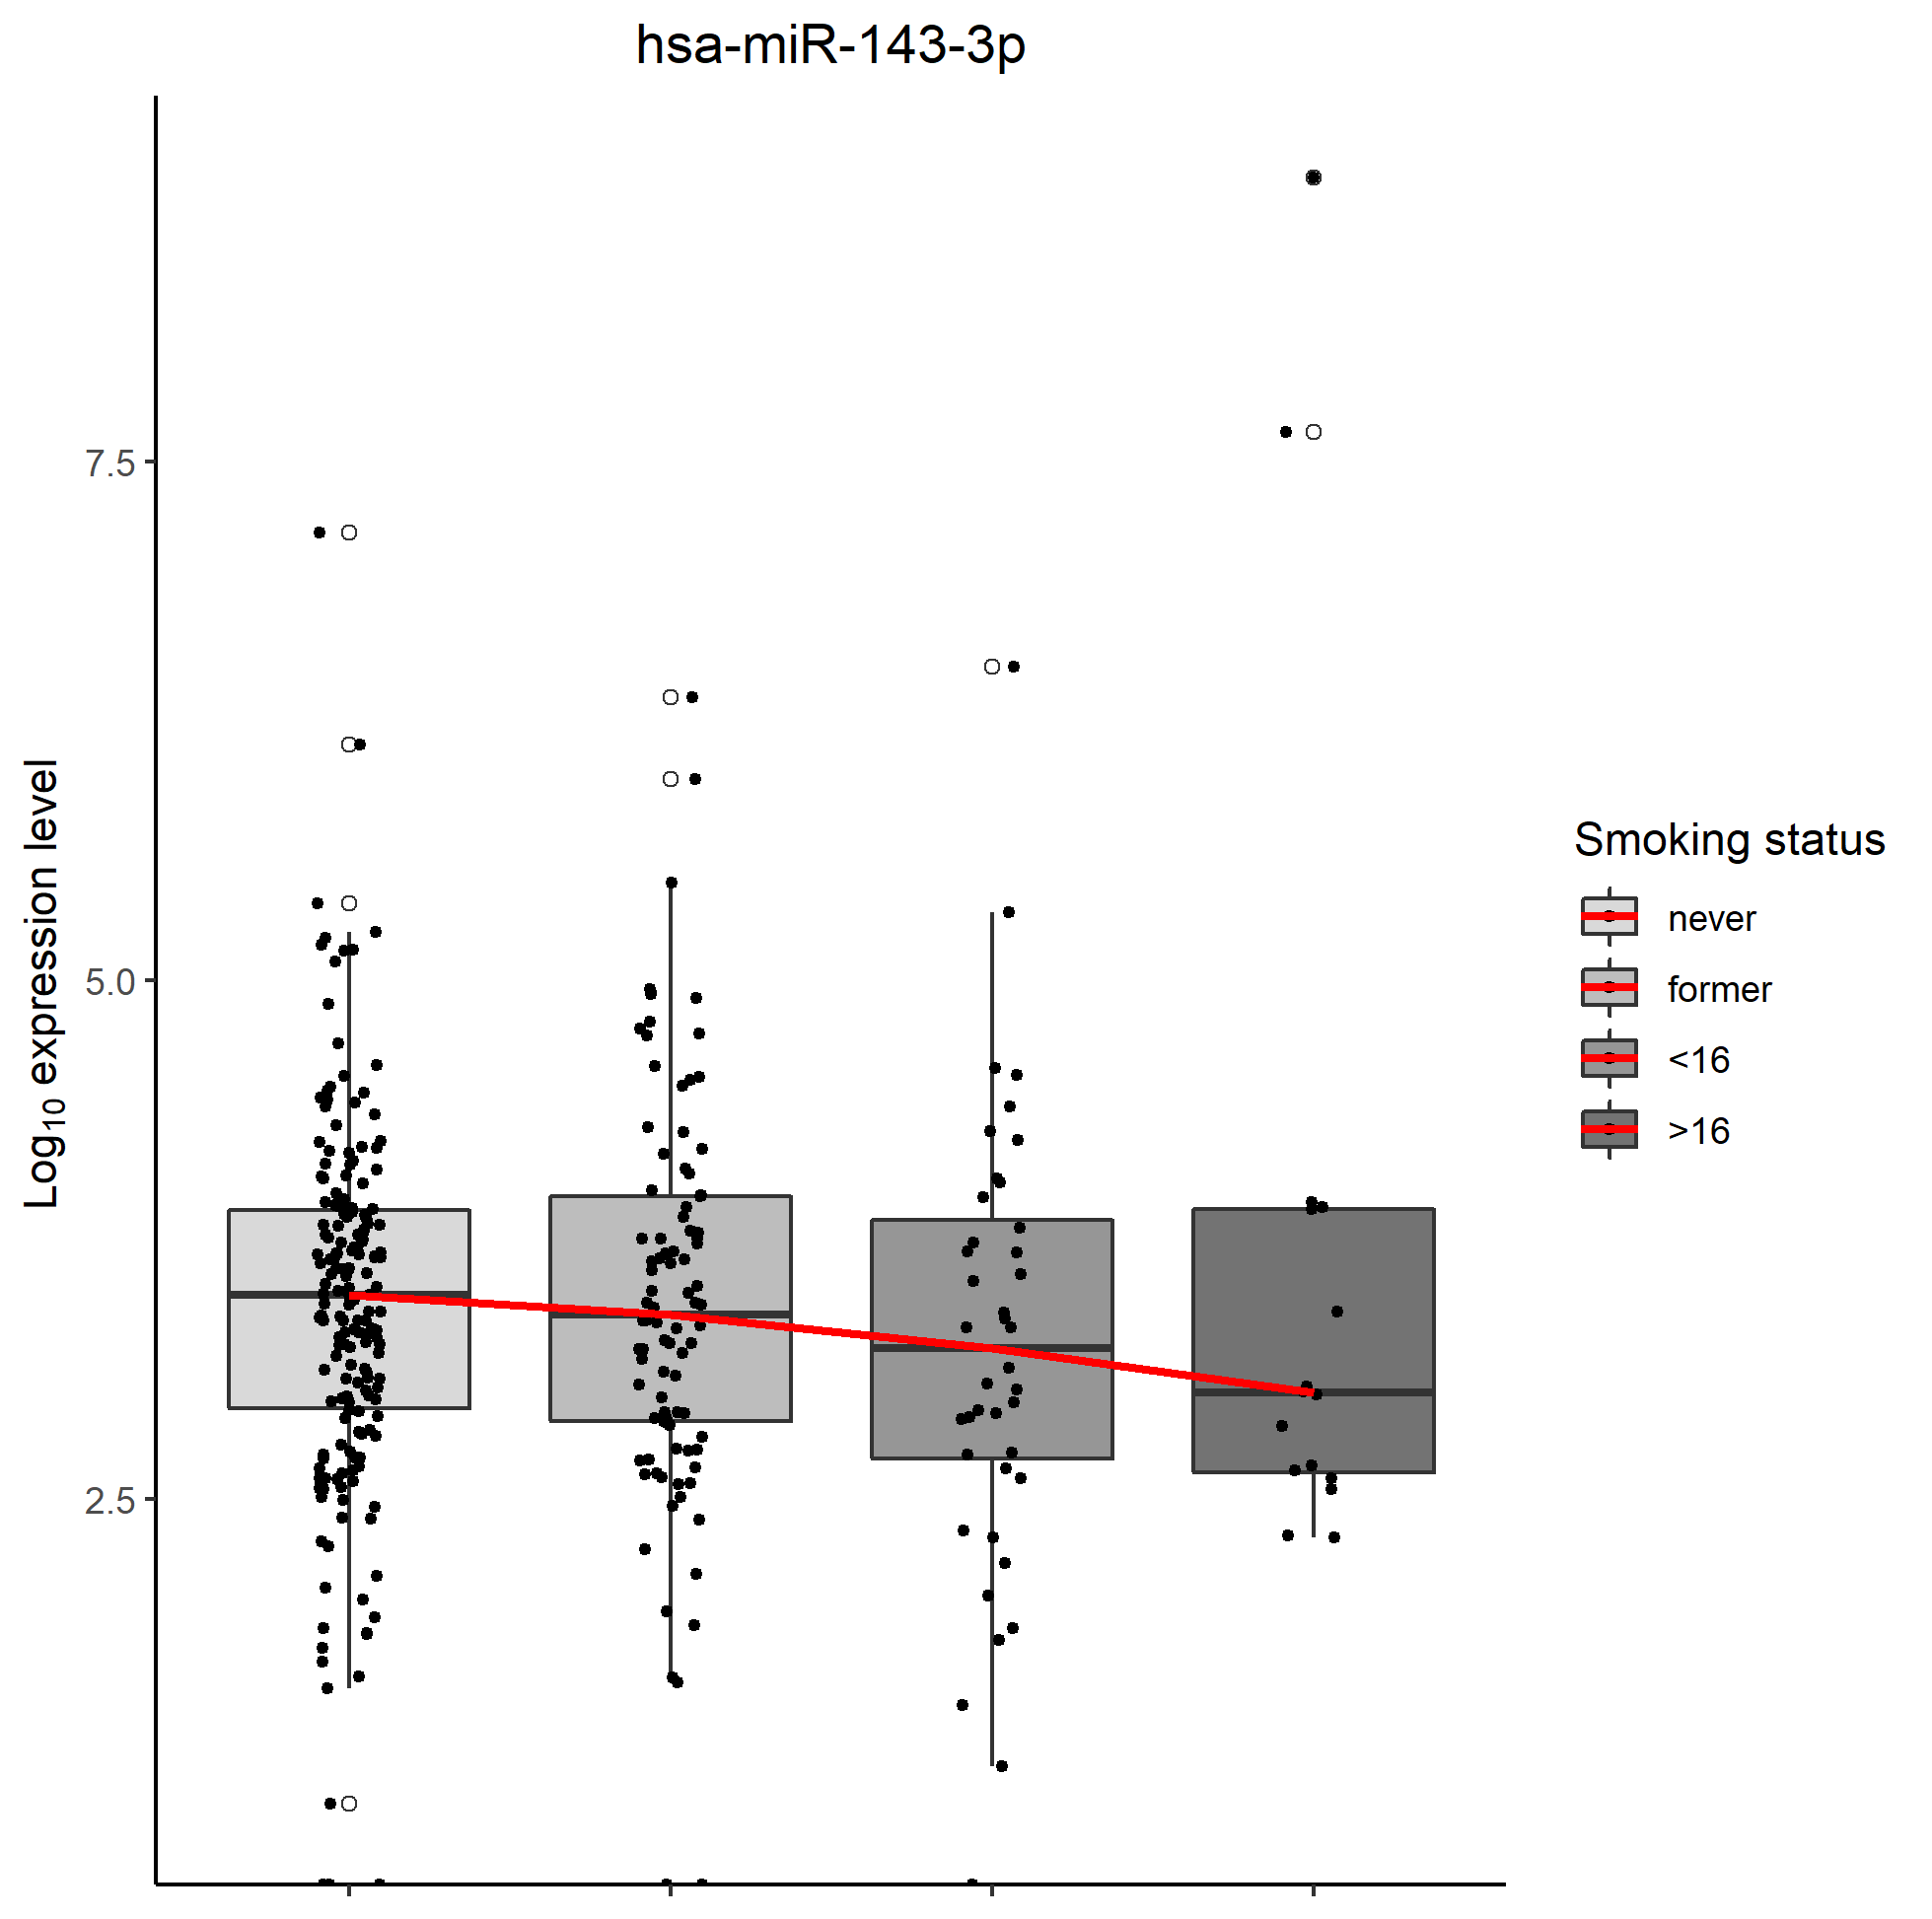 hsa-miR-143-3p
Log₁₀ expression level
7.5
5.0
2.5
Smoking status
never
former
<16
>16